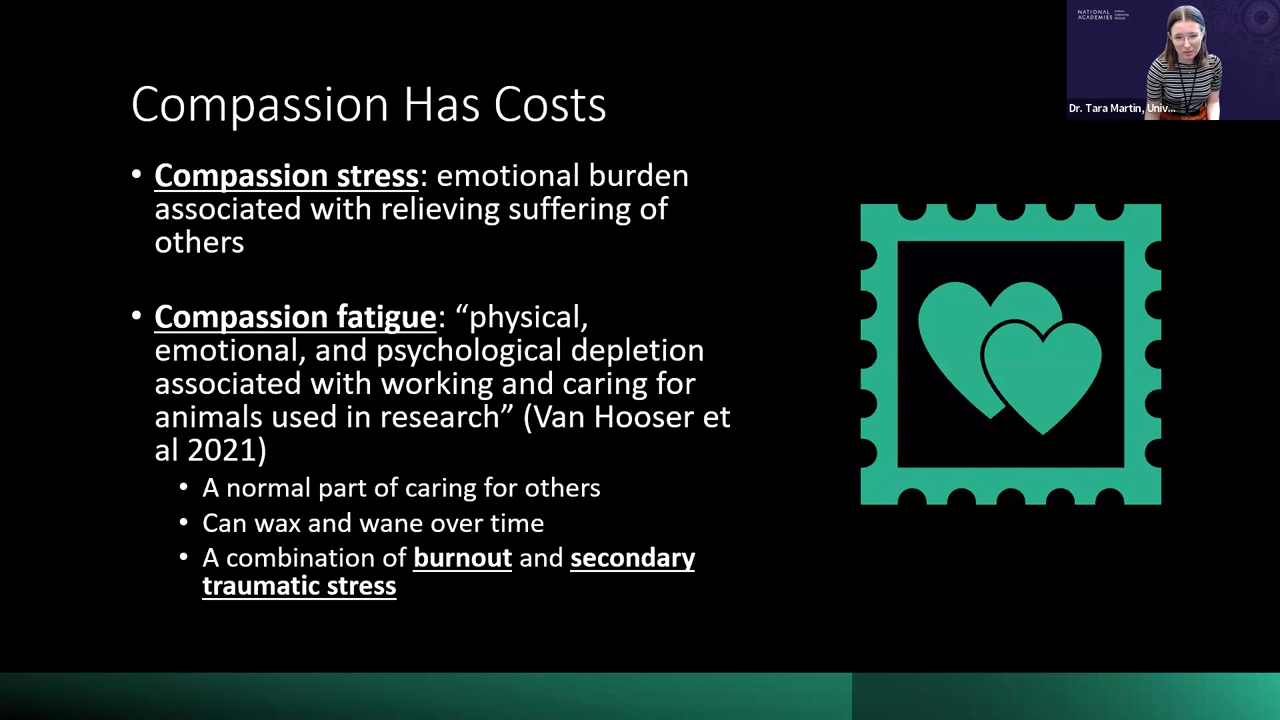 NATIONAL
ACADEMIES
Dr. Tara Martin, Univ...
Compassion Has Costs
• Compassion stress: emotional burden
associated with relieving suffering of
others
• Compassion fatigue: “physical,
emotional, and psychological depletion
associated with working and caring for
animals used in research” (Van Hooser et
al 2021)
• A normal part of caring for others
• Can wax and wane over time
• A combination of burnout and secondary
traumatic stress